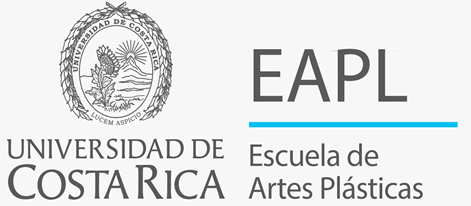 UNIVERSIDAD DE COSTA RICA
LUCEM ASPICIO
UNIVERSIDAD DE
COSTA RICA
EAPL
Escuela de
Artes Plásticas